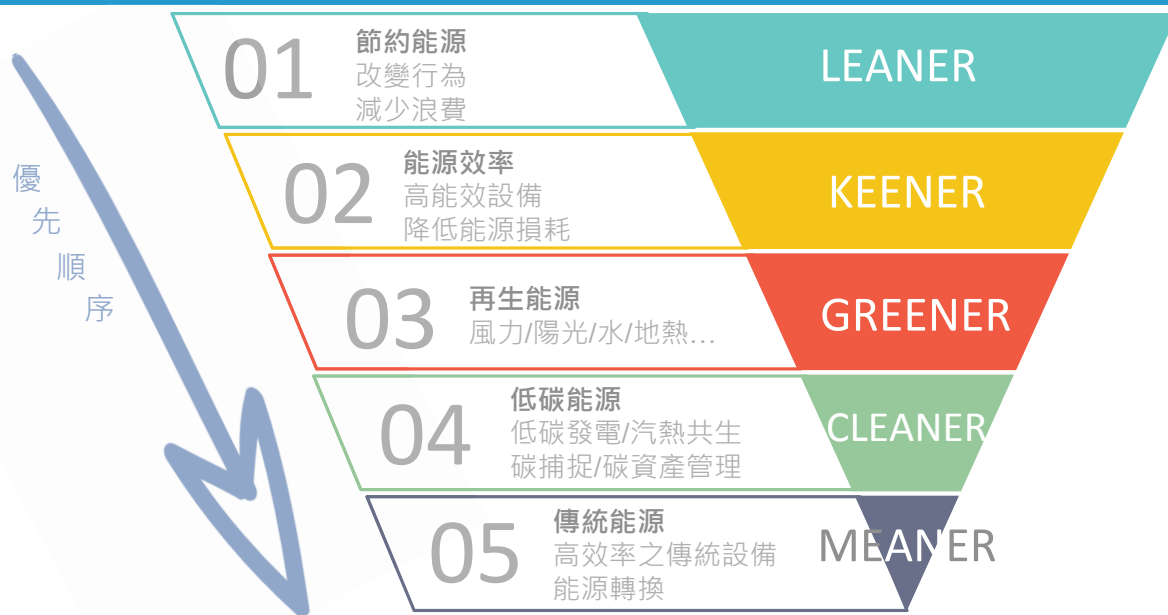 優
先
順
序
01
節約能源
改變行為
減少浪費
LEANER
02
能源效率
高能效設備
降低能源損耗
KEENER
03
再生能源
風力/陽光/水/地熱...
GREENER
04
低碳能源
低碳發電/汽熱共生
碳捕捉/碳資產管理
CLEANER
05
傳統能源
高效率之傳統設備
能源轉換
MEANER